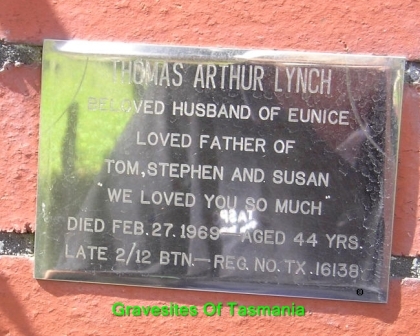 THOMAS ARTHUR LYNCH
BELOVED HUSBAND OF EUNICE
LOVED FATHER OF
TOM, STEPHEN AND SUSAN
"WE LOVED YOU SO MUCH"
DIED FEB. 27. 1969 — AGED 44 YRS.
LATE 2/12 BTN. — REG. NO. TX. 16138
Gravesites Of Tasmania